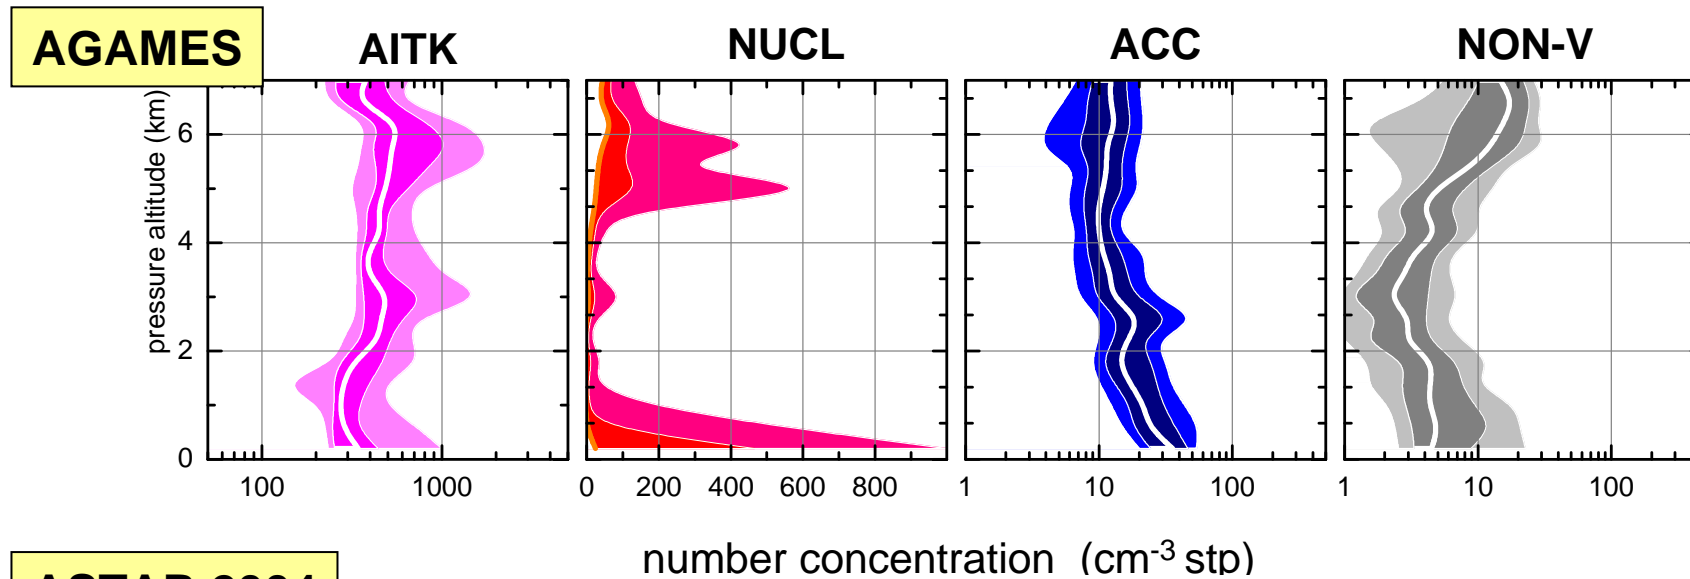 AGAMES
AITK
NUCL
ACC
NON-V
pressure altitude (km)
6
4
2
0
100 1000
0 200 400 600 800
1 10 100
1 10 100
number concentration (cm-3 stp)